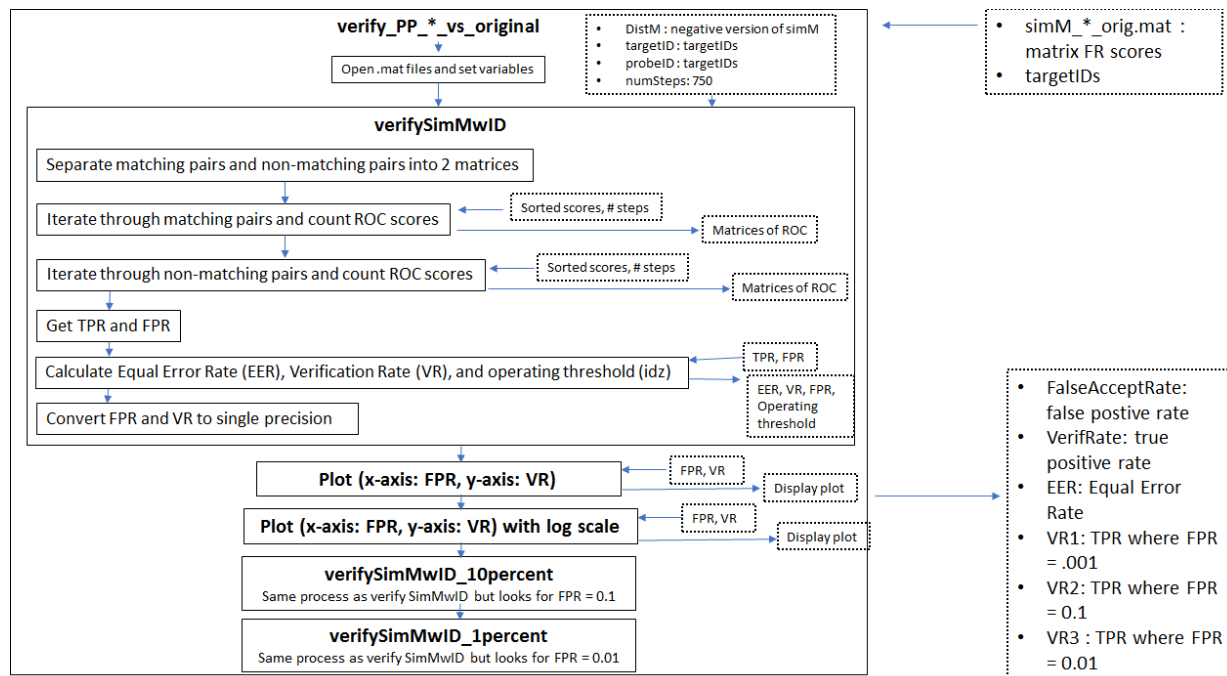 verify_PP_*_vs_original
Open .mat files and set variables
• DistM : negative version of simM
• targetID : targetIDs
• probeID : targetIDs
• numSteps: 750
• simM_*_orig.mat :
matrix FR scores
• targetIDs
verifySimMwID
Separate matching pairs and non-matching pairs into 2 matrices
Iterate through matching pairs and count ROC scores
Sorted scores, # steps
Matrices of ROC
Iterate through non-matching pairs and count ROC scores
Sorted scores, # steps
Matrices of ROC
Get TPR and FPR
Calculate Equal Error Rate (EER), Verification Rate (VR), and operating threshold (idz)
TPR, FPR
EER, VR, FPR,
Operating
threshold
Convert FPR and VR to single precision
Plot (x-axis: FPR, y-axis: VR)
FPR, VR
Display plot
Plot (x-axis: FPR, y-axis: VR) with log scale
FPR, VR
Display plot
verifySimMwID_10percent
Same process as verify SimMwID but looks for FPR = 0.1
verifySimMwID_1percent
Same process as verify SimMwID but looks for FPR = 0.01
• FalseAcceptRate:
false postive rate
• VerifRate: true
positive rate
• EER: Equal Error
Rate
• VR1: TPR where FPR
= .001
• VR2: TPR where FPR
= 0.1
• VR3 : TPR where FPR
= 0.01